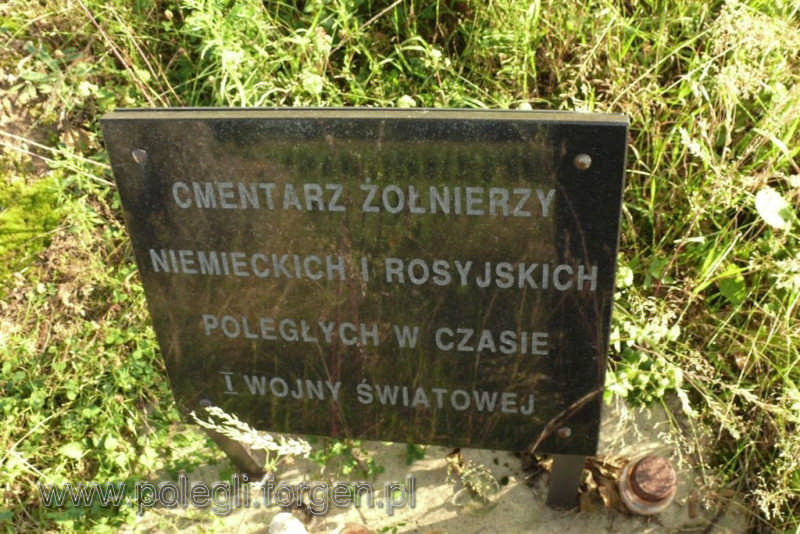 CMENTARZ ŻOŁNIERZY
NIEMIECKICH I ROSYJSKICH
POLEGŁYCH W CZASIE
I WOJNY ŚWIATOWEJ
www.polegli.forgen.pl